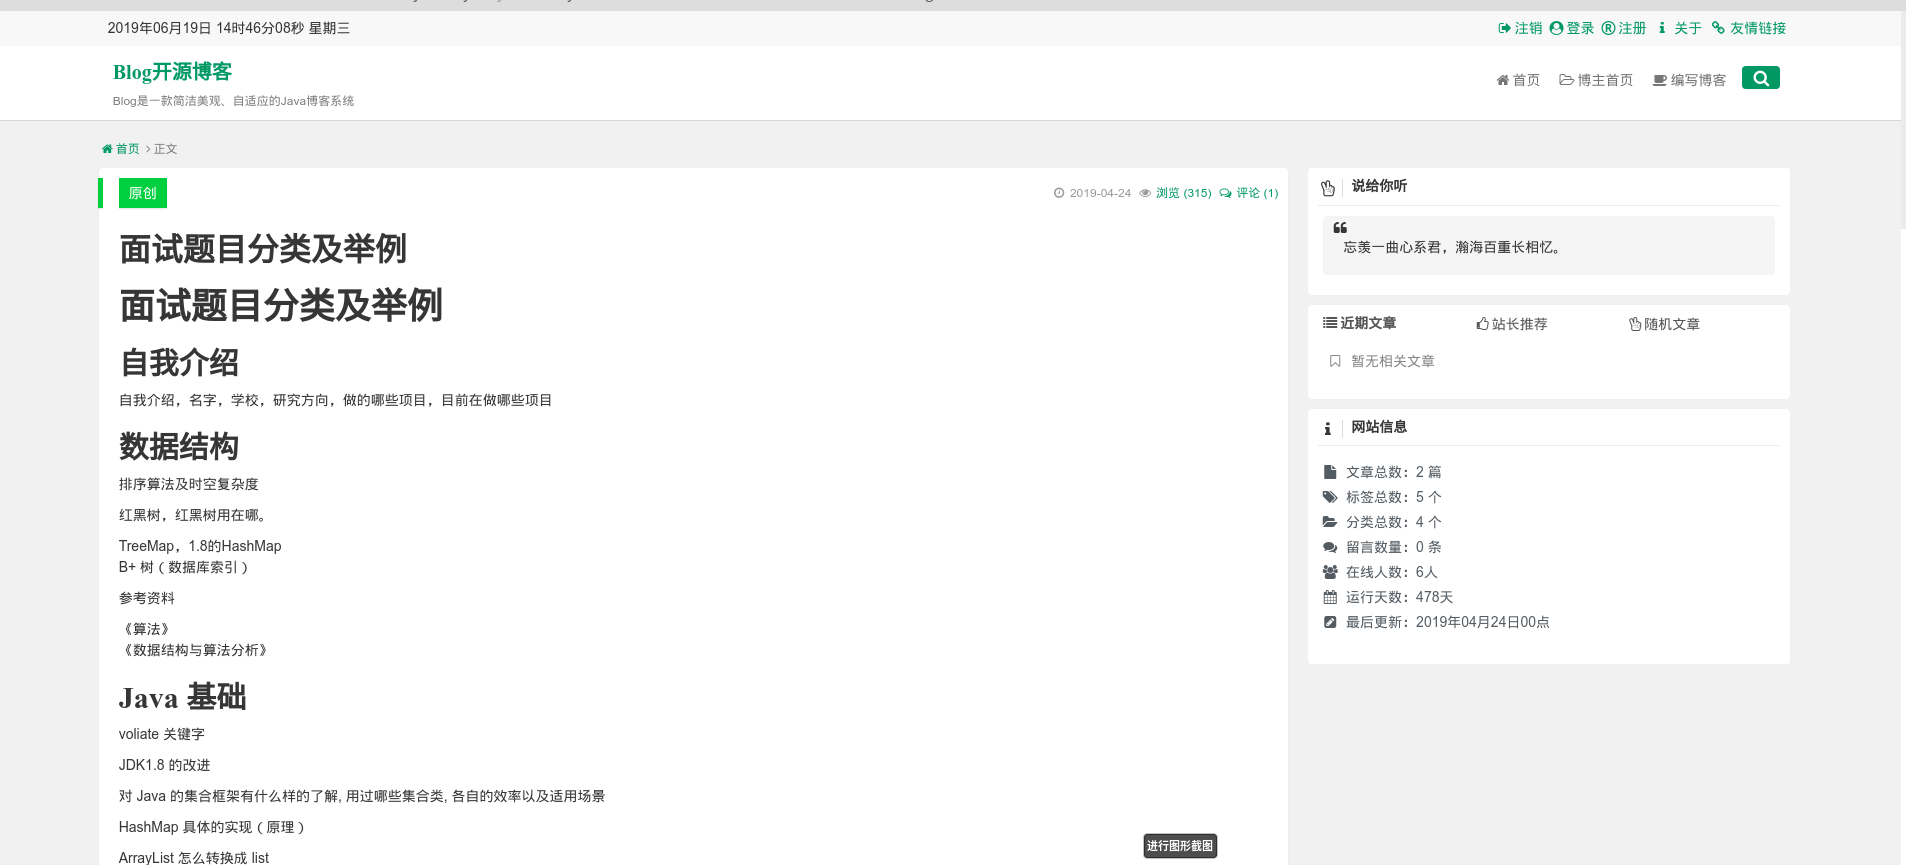 2019年06月19日 14时46分08秒 星期三
注销 登录 注册 关于 友情链接
Blog开源博客
Blog是一款简洁美观、自适应的Java博客系统
首页 博主首页 编写博客
首页 正文
原创
2019-04-24 浏览 (315) 评论 (1)
面试题目分类及举例
面试题目分类及举例
自我介绍
自我介绍，名字，学校，研究方向，做的哪些项目，目前在做哪些项目
数据结构
排序算法及时空复杂度
红黑树，红黑树用在哪。
TreeMap，1.8的HashMap
B+ 树（数据库索引）
参考资料
《算法》
《数据结构与算法分析》
Java 基础
voliate 关键字
JDK1.8 的改进
对 Java 的集合框架有什么样的了解, 用过哪些集合类, 各自的效率以及适用场景
HashMap 具体的实现（原理）
ArrayList 怎么转换成 list
说给你听
忘羡一曲心系君，瀚海百重长相忆。
近期文章 站长推荐 随机文章
暂无相关文章
网站信息
文章总数：2 篇
标签总数：5 个
分类总数：4 个
留言数量：0 条
在线人数：6人
运行天数：478天
最后更新：2019年04月24日00点
进行图形截图